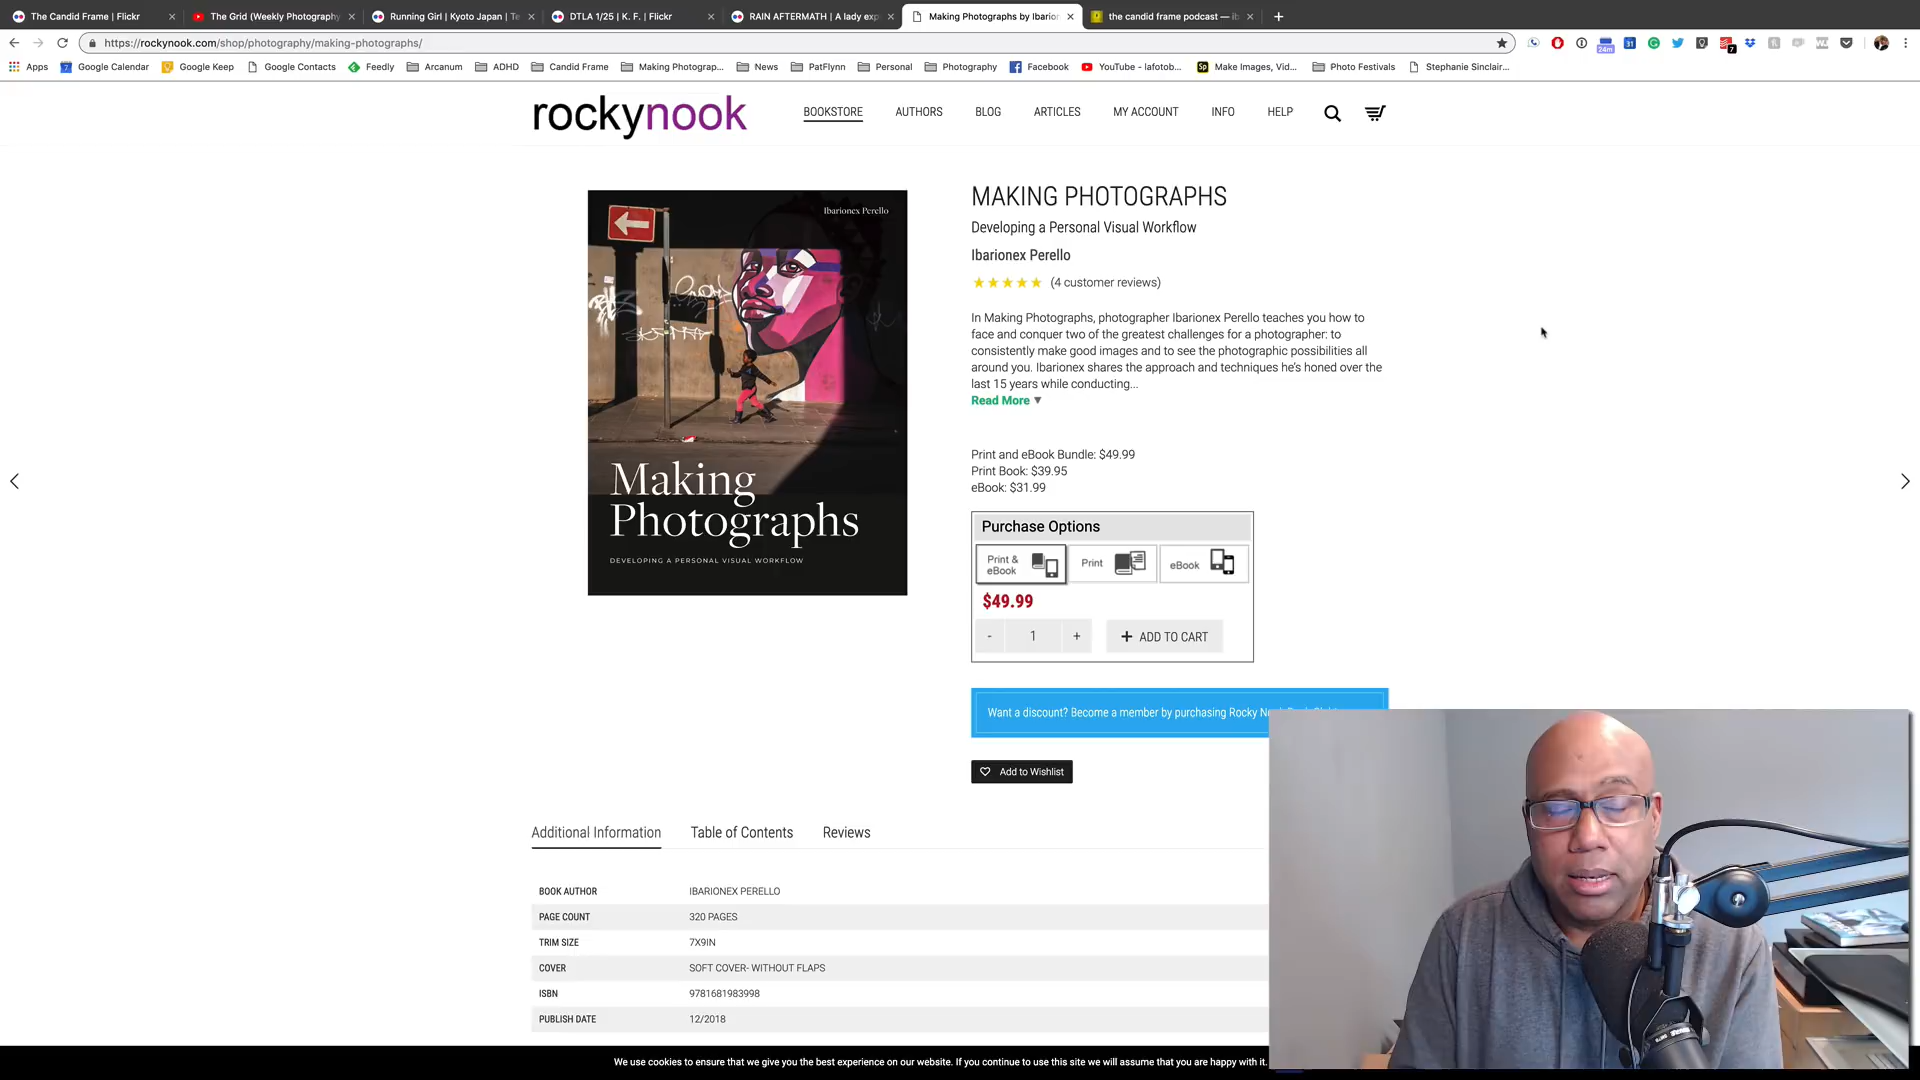 The Candid Frame | Flickr
The Grid (Weekly Photography
Running Girl | Kyoto Japan | Te
DTLA 1/25 | K. F. | Flickr
RAIN AFTERMATH | A lady exp
Making Photographs by Ibarion
the candid frame podcast — ib
https://rockynook.com/shop/photography/making-photographs/
Apps Google Calendar Google Keep Google Contacts Feedly Arcanum ADHD Candid Frame Making Photograp... News PatFlynn Personal Photography Facebook YouTube - lafotob... Make Images, Vid... Photo Festivals Stephanie Sinclair...
rockynook
BOOKSTORE AUTHORS BLOG ARTICLES MY ACCOUNT INFO HELP
Ibarionex Perello
Making
Photographs
DEVELOPING A PERSONAL VISUAL WORKFLOW
MAKING PHOTOGRAPHS
Developing a Personal Visual Workflow
Ibarionex Perello
(4 customer reviews)
In Making Photographs, photographer Ibarionex Perello teaches you how to
face and conquer two of the greatest challenges for a photographer: to
consistently make good images and to see the photographic possibilities all
around you. Ibarionex shares the approach and techniques he's honed over the
last 15 years while conducting...
Read More ▼
Print and eBook Bundle: $49.99
Print Book: $39.95
eBook: $31.99
Purchase Options
Print &
eBook
Print
eBook
$49.99
- 1 + + ADD TO CART
Want a discount? Become a member by purchasing Rocky
Add to Wishlist
Additional Information Table of Contents Reviews
BOOK AUTHOR IBARIONEX PERELLO
PAGE COUNT 320 PAGES
TRIM SIZE 7X9IN
COVER SOFT COVER- WITHOUT FLAPS
ISBN 9781681983998
PUBLISH DATE 12/2018
We use cookies to ensure that we give you the best experience on our website. If you continue to use this site we will assume that you are happy with it.